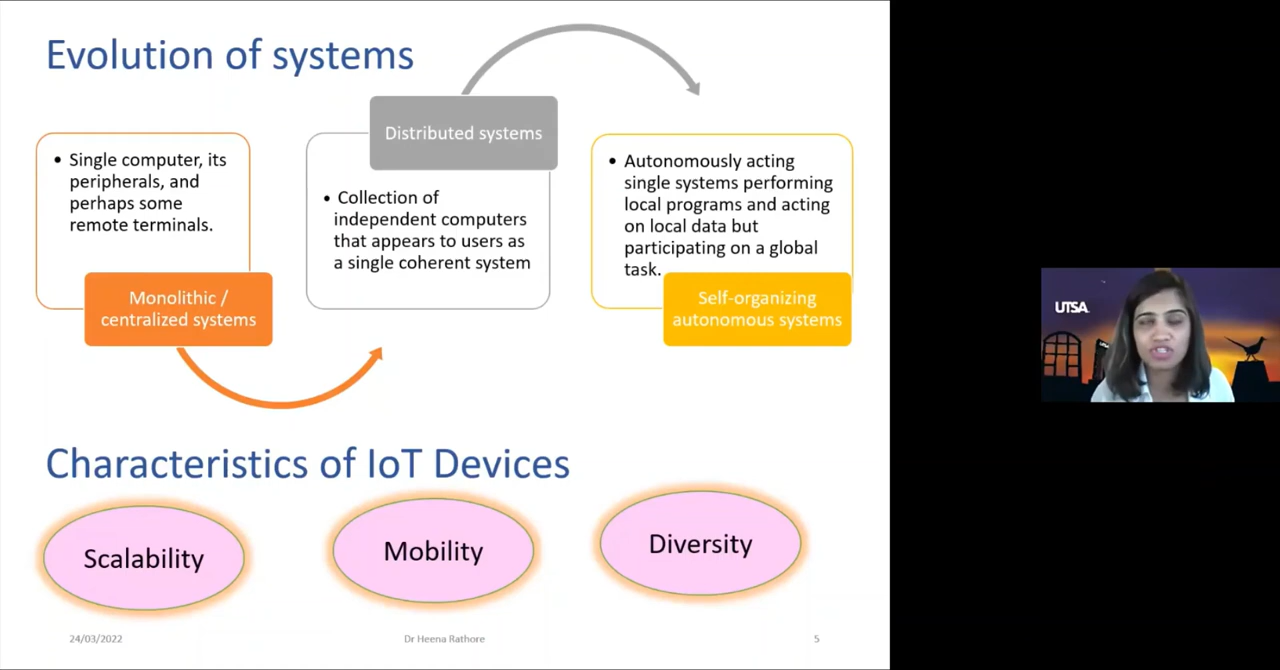 Evolution of systems
• Single computer, its
peripherals, and
perhaps some
remote terminals.
Monolithic /
centralized systems
Distributed systems
• Collection of
independent computers
that appears to users as
a single coherent system
• Autonomously acting
single systems performing
local programs and acting
on local data but
participating on a global
task.
Self-organizing
autonomous systems
Characteristics of IoT Devices
Scalability
Mobility
Diversity
24/03/2022
Dr Heena Rathore
5
UTSA